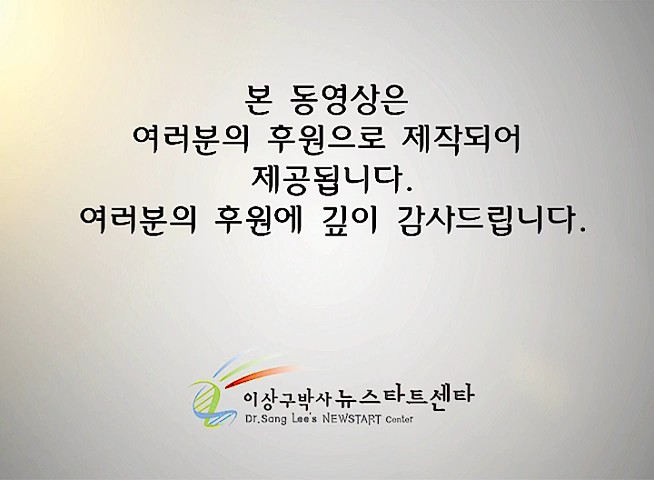 본 동영상은
여러분의 후원으로 제작되어
제공됩니다.
여러분의 후원에 깊이 감사드립니다.
이상구박사 뉴스타트센타
Dr.Sang Lee's NEWSTART Center